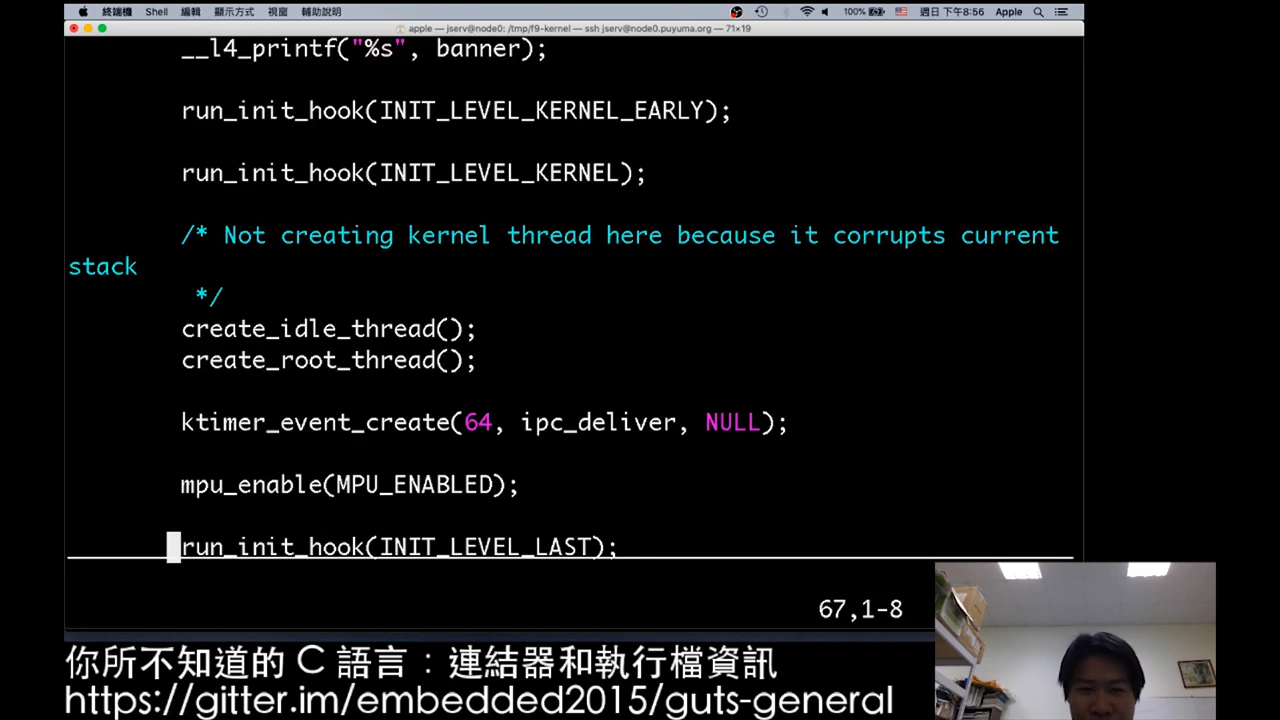 終端機 Shell 編輯 顯示方式 視窗 輔助說明 100% 週日下午8:56 Apple
apple — jserv@node0: /tmp/f9-kernel — ssh jserv@node0.puyuma.org — 71×19
__l4_printf("%s", banner);
run_init_hook(INIT_LEVEL_KERNEL_EARLY);
run_init_hook(INIT_LEVEL_KERNEL);
/* Not creating kernel thread here because it corrupts current
stack
*/
create_idle_thread();
create_root_thread();
ktimer_event_create(64, ipc_deliver, NULL);
mpu_enable(MPU_ENABLED);
run_init_hook(INIT_LEVEL_LAST);
67,1-8
你所不知道的 C 語言：連結器和執行檔資訊
https://gitter.im/embedded2015/guts-general